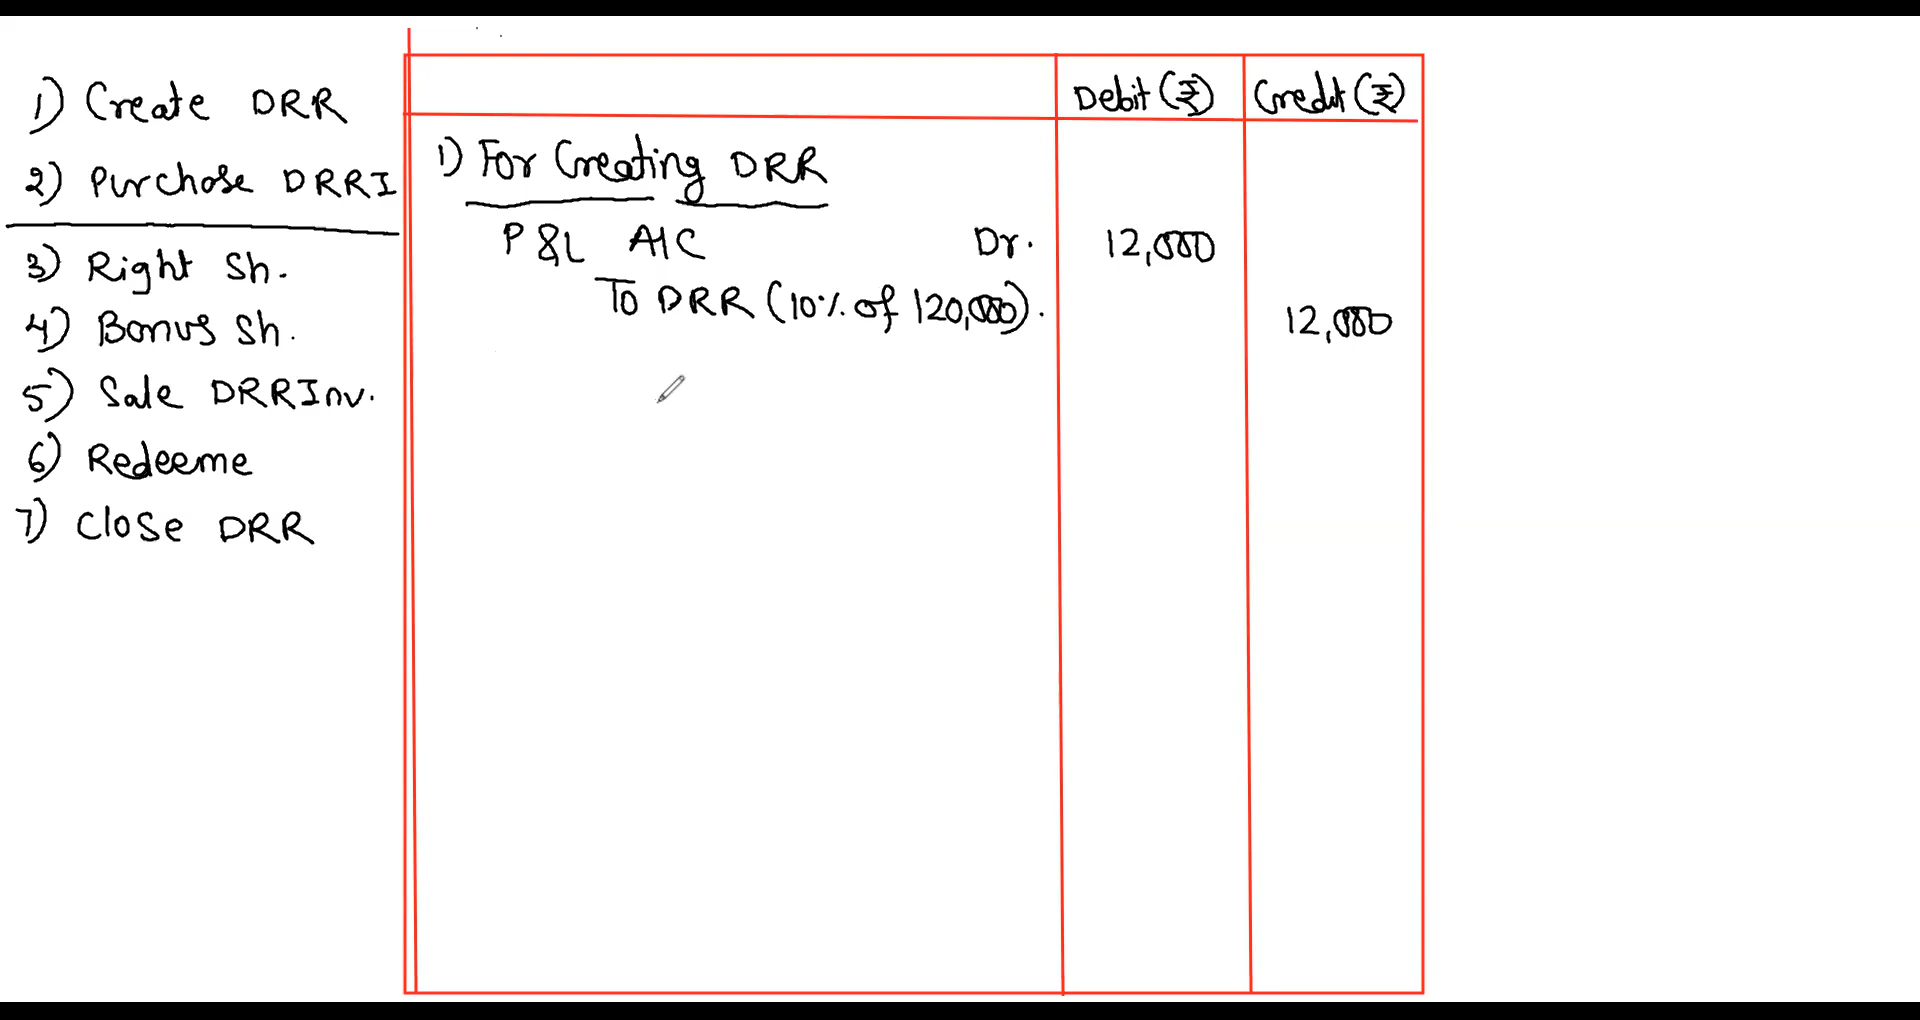 1) Create DRR
2) Purchase DRRI
3) Right Sh.
4) Bonus Sh.
5) Sale DRRInv.
6) Redeeme
7) Close DRR
Debit (₹) Credit (₹)
1) For Creating DRR
P&L A/C Dr. 12,000
To DRR (10% of 120,000). 12,000